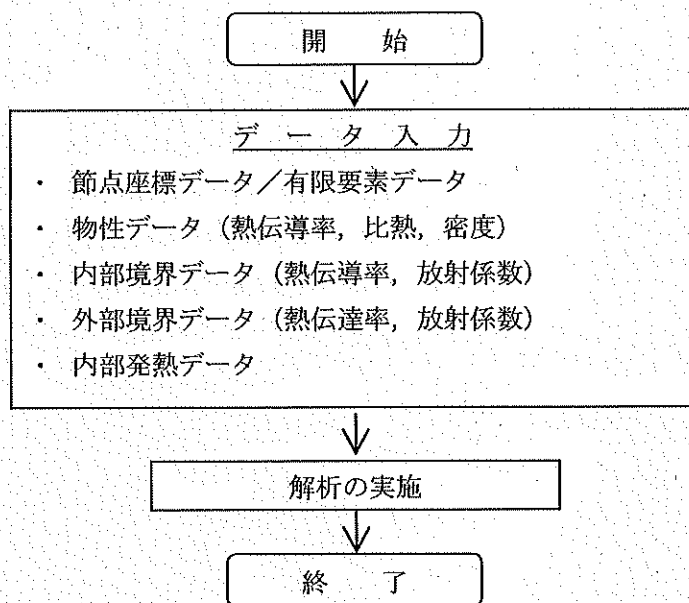 開 始
データ入力
・ 節点座標データ／有限要素データ
・ 物性データ（熱伝導率，比熱，密度）
・ 内部境界データ（熱伝導率，放射係数）
・ 外部境界データ（熱伝達率，放射係数）
・ 内部発熱データ
解析の実施
終 了